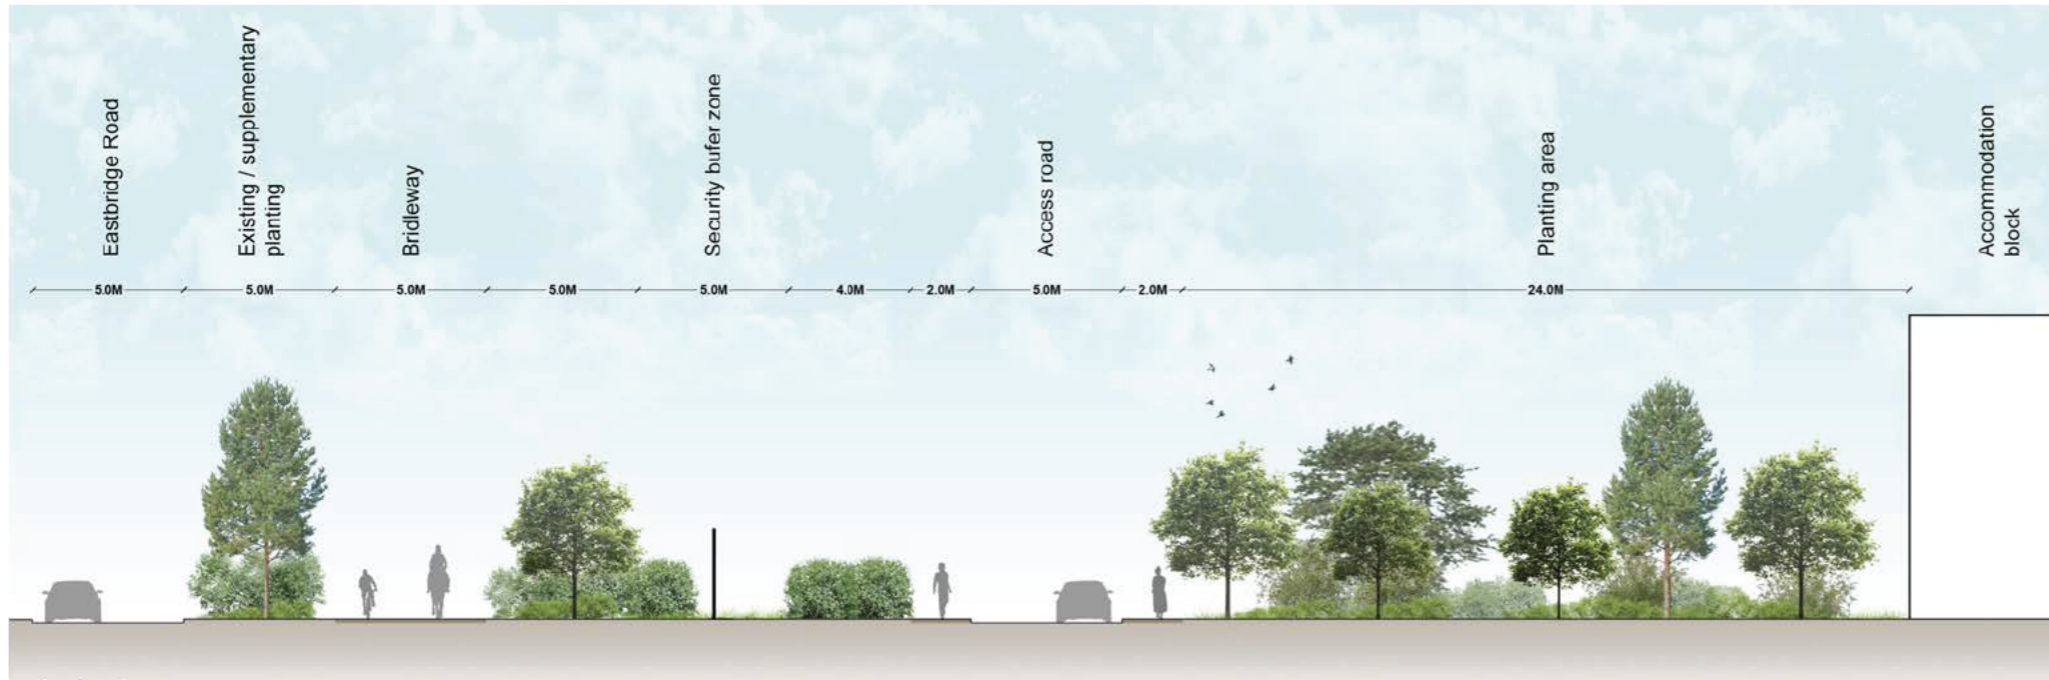 Eastbridge Road
Existing / supplementary
planting
Bridleway
Security bufer zone
Access road
Planting area
Accommodation
block
5.0M
5.0M
5.0M
5.0M
5.0M
4.0M
2.0M
5.0M
2.0M
24.0M